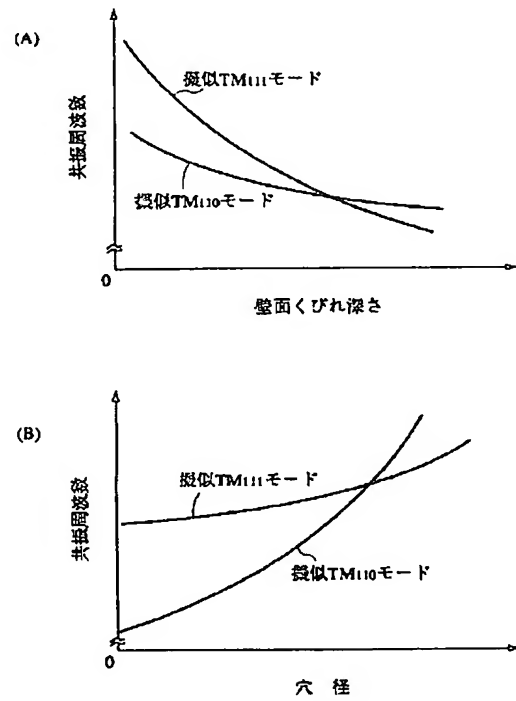 (A)
共振周波数
擬似TM111モード
擬似TM110モード
0
壁面くびれ深さ
(B)
共振周波数
擬似TM111モード
擬似TM110モード
0
穴 径